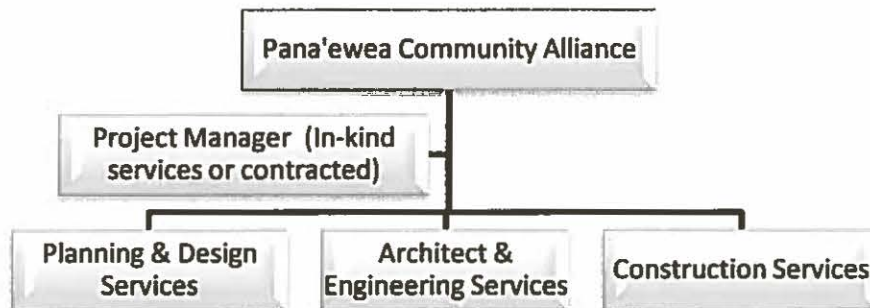 Pana'ewea Community Alliance
Project Manager (In-kind
services or contracted)
Planning & Design
Services
Architect &
Engineering Services
Construction Services